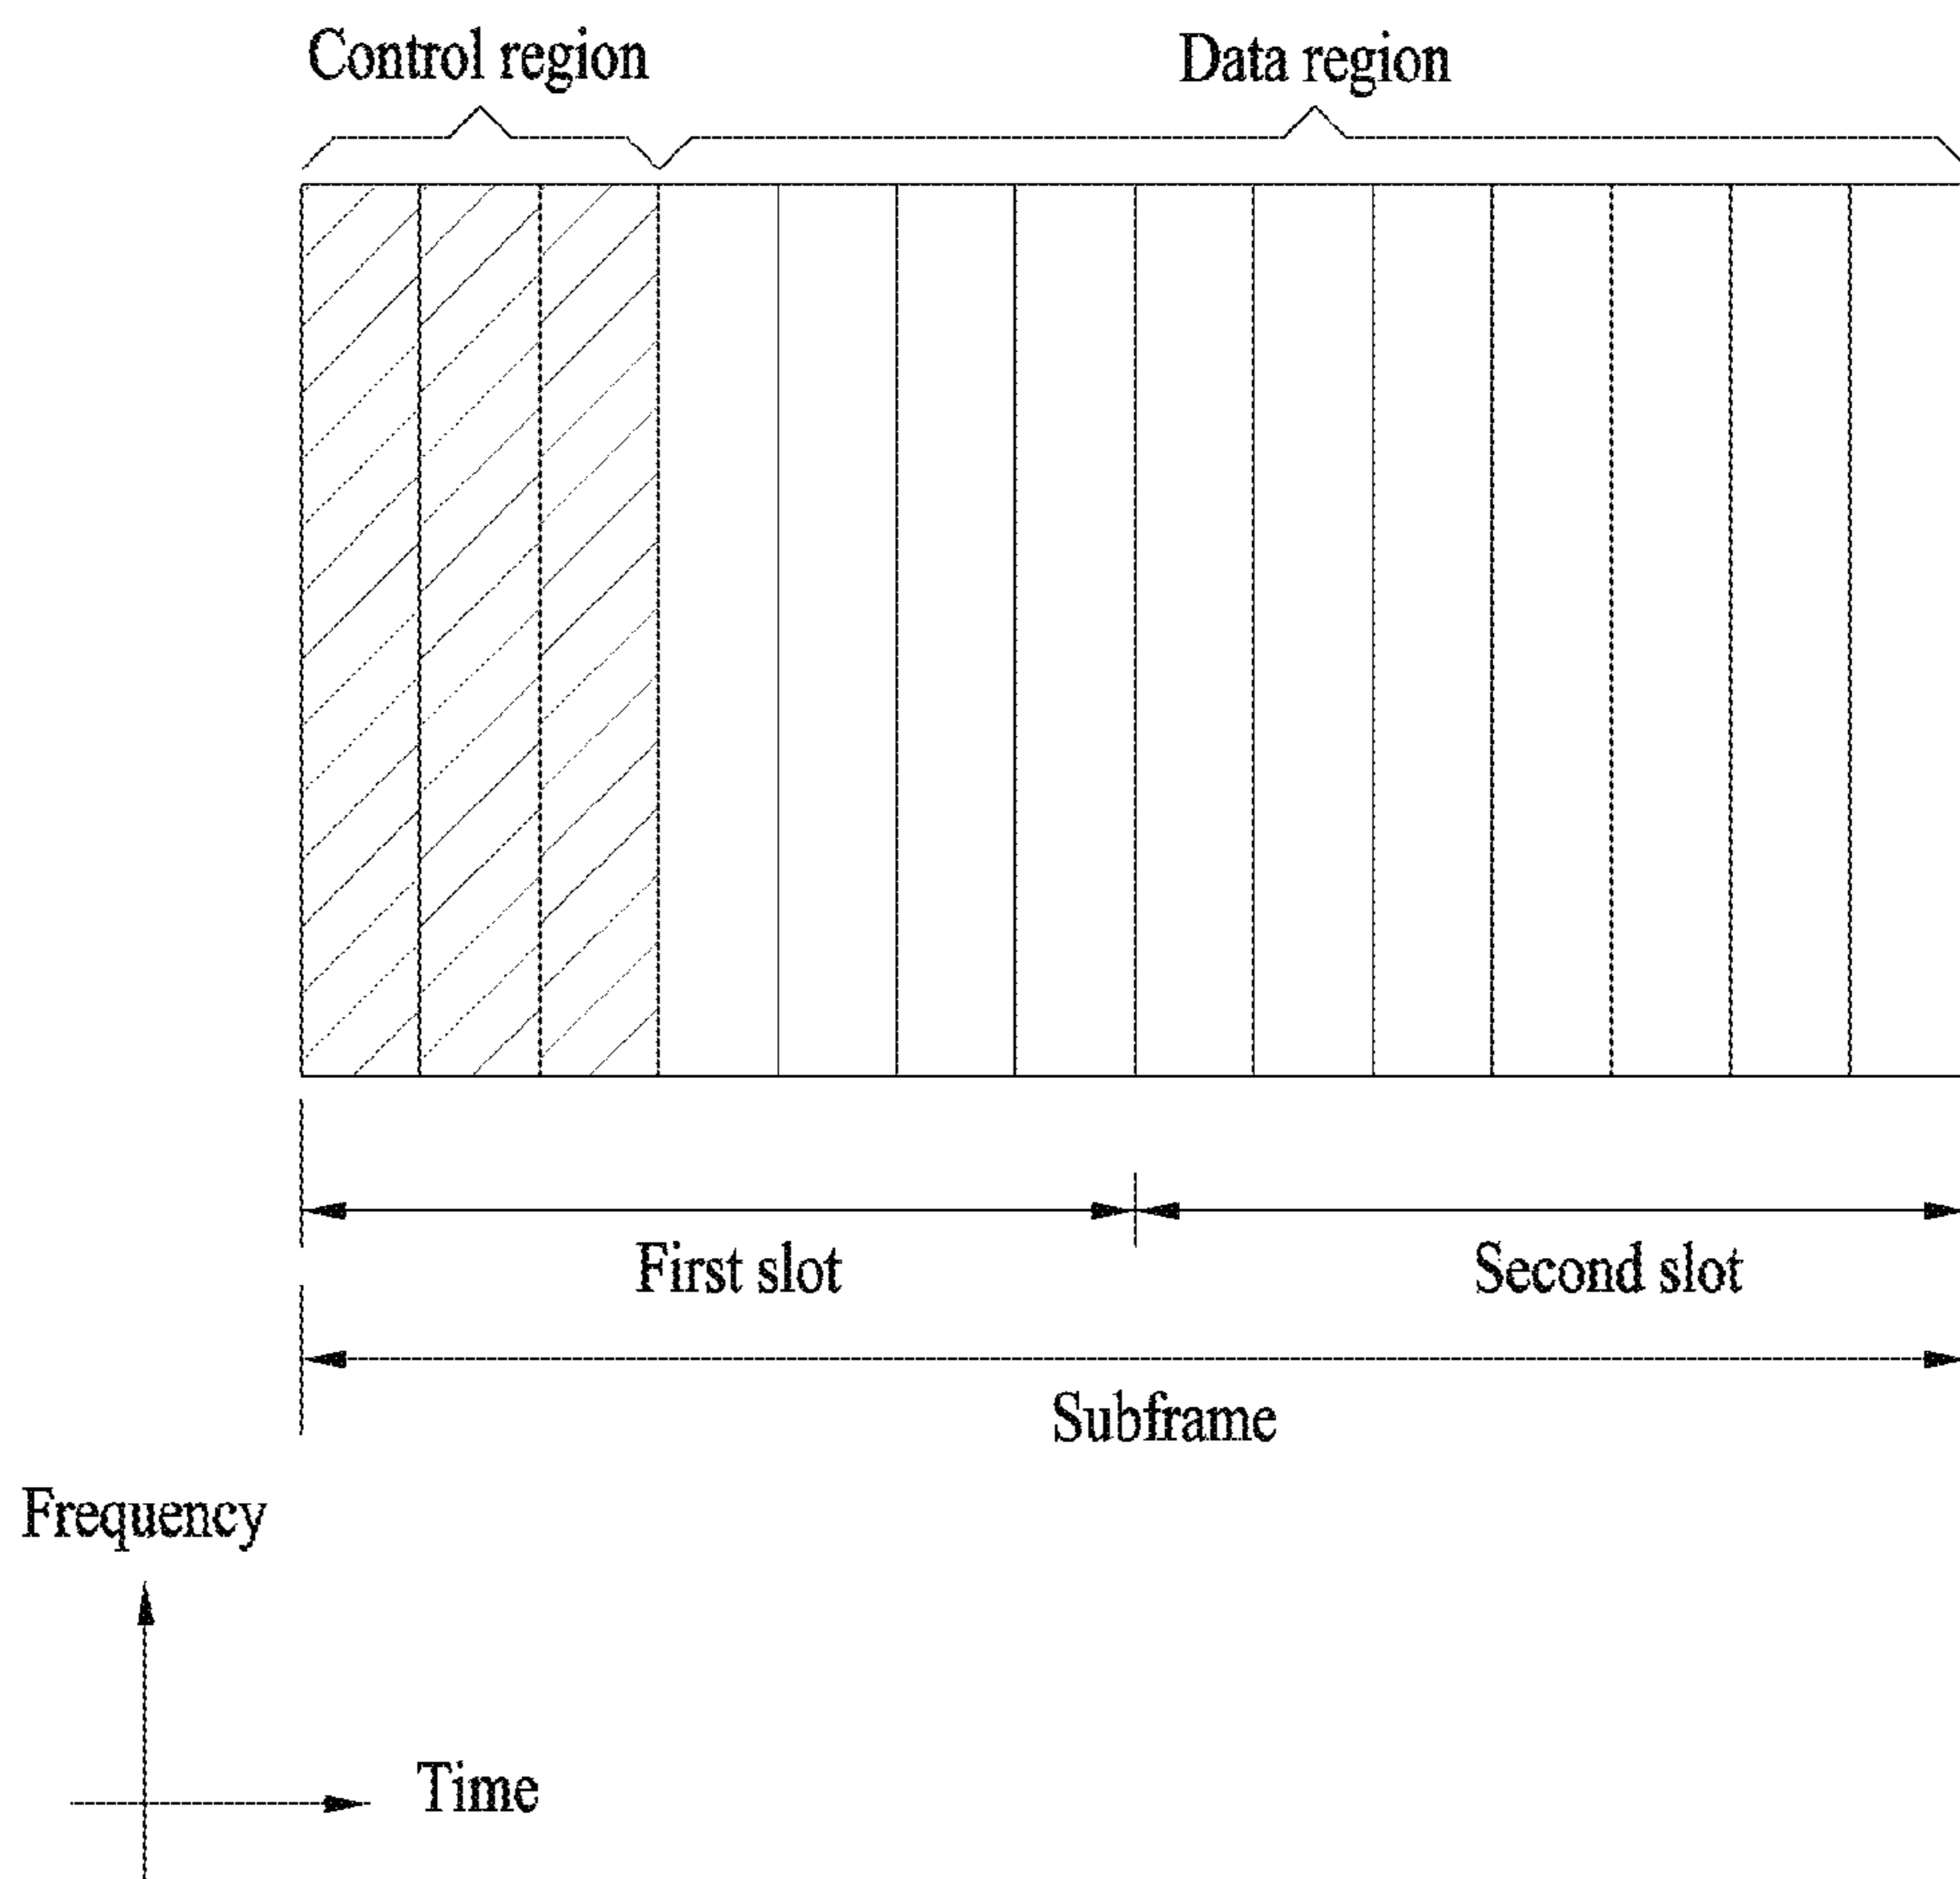 Control region
Data region
First slot
Second slot
Subframe
Frequency
Time